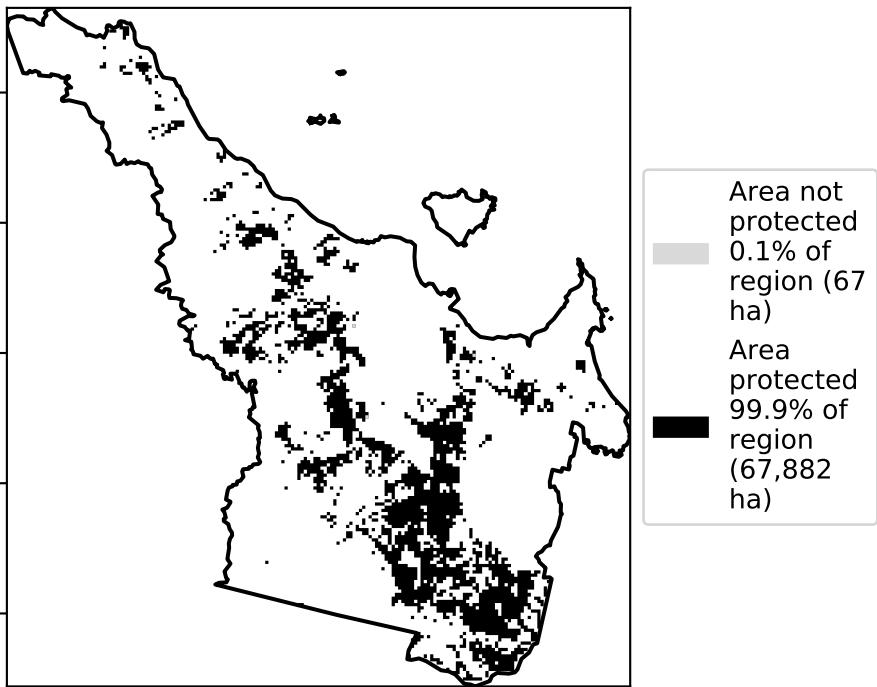 Area not
protected
0.1% of
region (67
ha)
Area
protected
99.9% of
region
(67,882
ha)